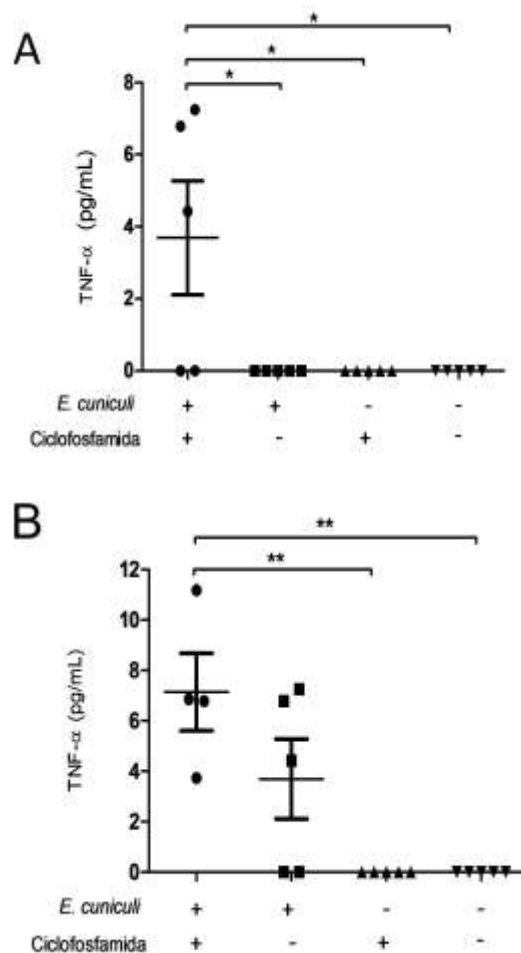 A
*
*
*
TNF-α (pg/mL)
8
6
4
2
0
E. cuniculi + + - -
Ciclofosfamida + - + -
B
**
**
TNF-α (pg/mL)
12
10
8
6
4
2
0
E. cuniculi + + - -
Ciclofosfamida + - + -